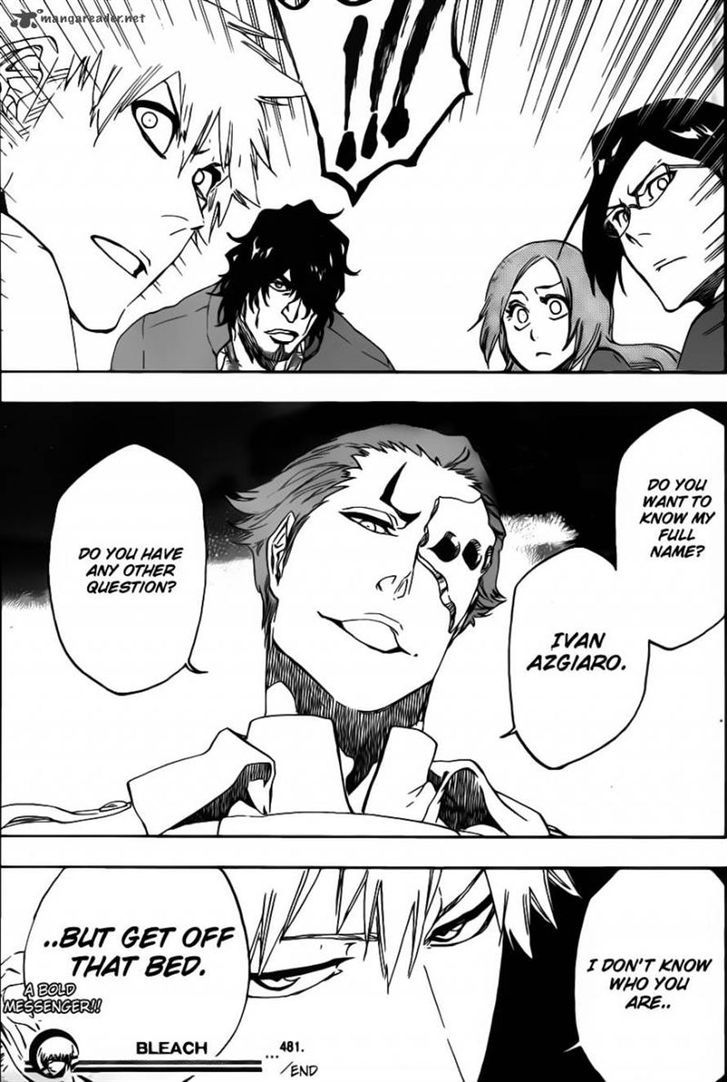 mangareader.net
DO YOU
WANT TO
KNOW MY
FULL
NAME?
IVAN
AZGIARO.
DO YOU HAVE
ANY OTHER
QUESTION?
I DON'T KNOW
WHO YOU
ARE..
..BUT GET OFF
THAT BED.
A BOLD
MESSENGER!!
BLEACH
... 481.
/END